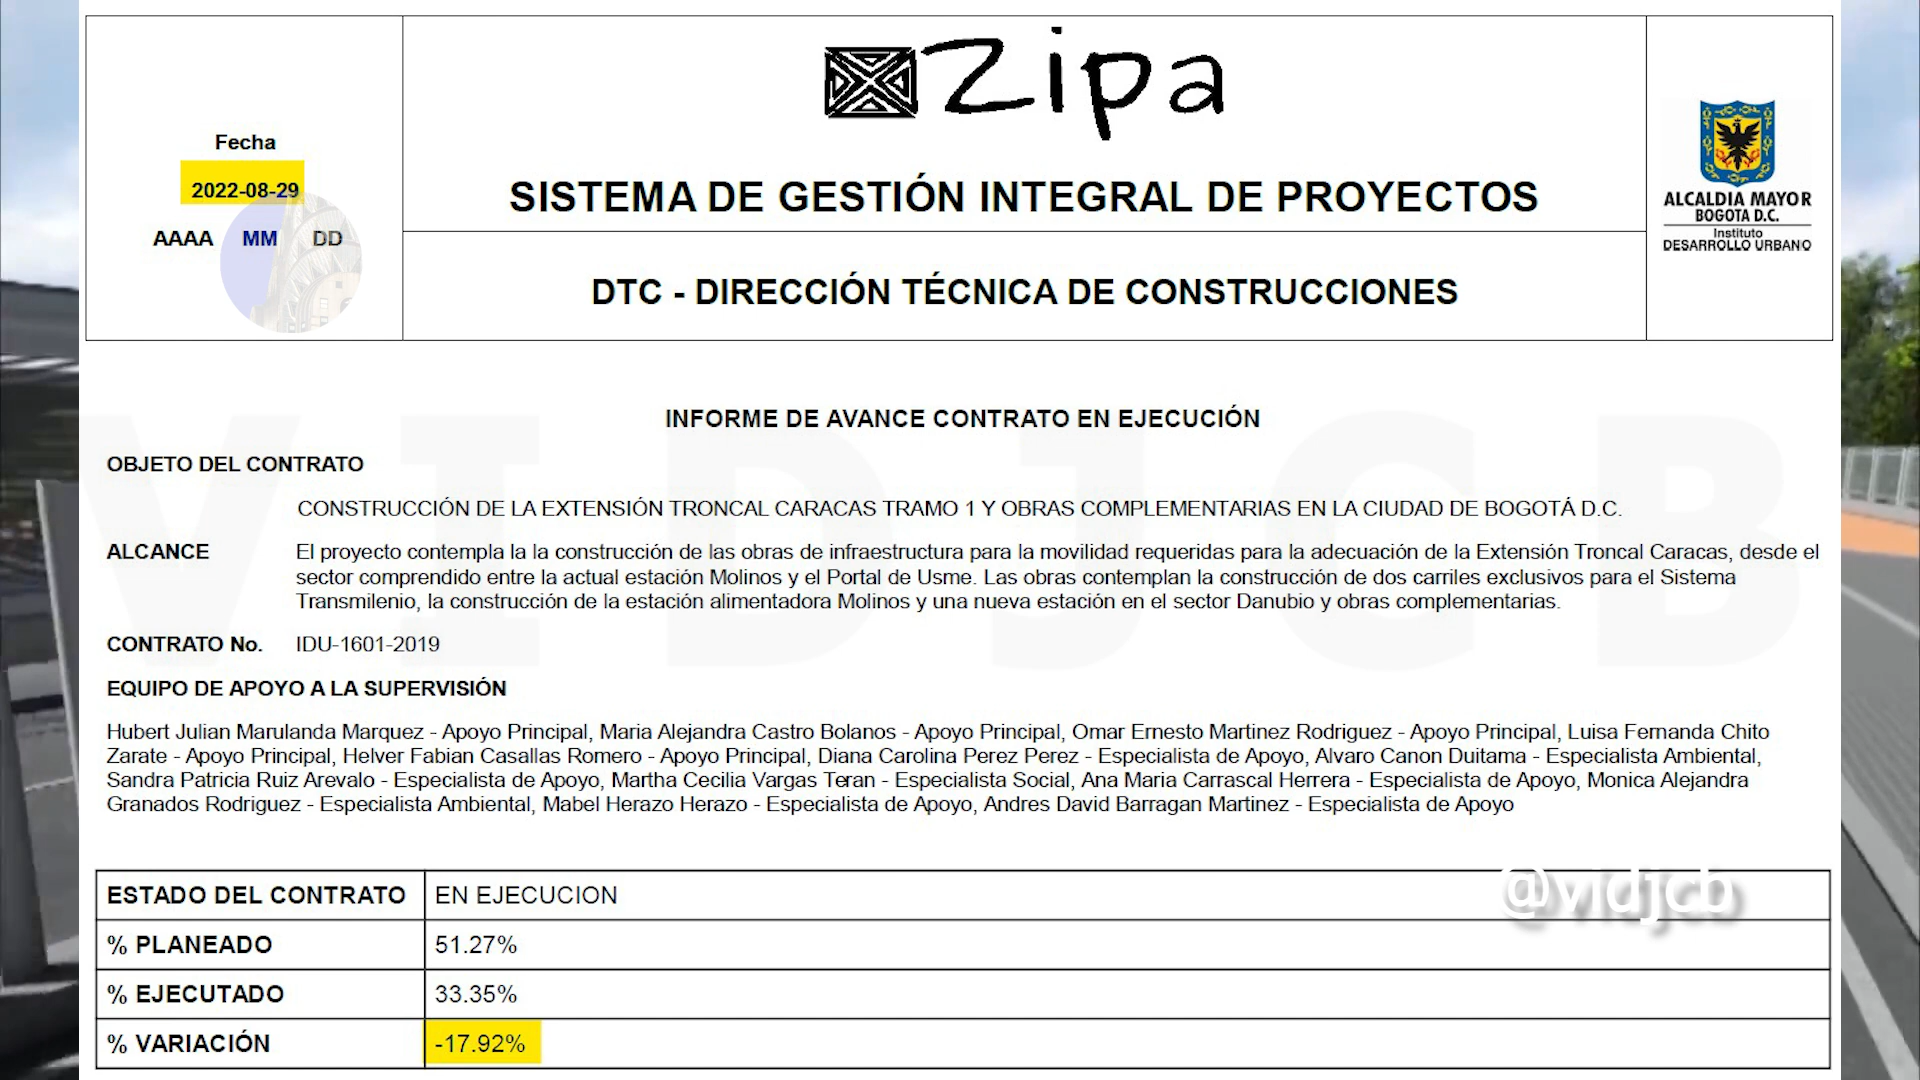 Zipa
Fecha
2022-08-29
AAAA MM DD
SISTEMA DE GESTIÓN INTEGRAL DE PROYECTOS
DTC - DIRECCIÓN TÉCNICA DE CONSTRUCCIONES
ALCALDIA MAYOR
BOGOTA D.C.
Instituto
DESARROLLO URBANO
INFORME DE AVANCE CONTRATO EN EJECUCIÓN
OBJETO DEL CONTRATO
CONSTRUCCIÓN DE LA EXTENSIÓN TRONCAL CARACAS TRAMO 1 Y OBRAS COMPLEMENTARIAS EN LA CIUDAD DE BOGOTÁ D.C.
ALCANCE El proyecto contempla la la construcción de las obras de infraestructura para la movilidad requeridas para la adecuación de la Extensión Troncal Caracas, desde el
sector comprendido entre la actual estación Molinos y el Portal de Usme. Las obras contemplan la construcción de dos carriles exclusivos para el Sistema
Transmilenio, la construcción de la estación alimentadora Molinos y una nueva estación en el sector Danubio y obras complementarias.
CONTRATO No. IDU-1601-2019
EQUIPO DE APOYO A LA SUPERVISIÓN
Hubert Julian Marulanda Marquez - Apoyo Principal, Maria Alejandra Castro Bolanos - Apoyo Principal, Omar Ernesto Martinez Rodriguez - Apoyo Principal, Luisa Fernanda Chito
Zarate - Apoyo Principal, Helver Fabian Casallas Romero - Apoyo Principal, Diana Carolina Perez Perez - Especialista de Apoyo, Alvaro Canon Duitama - Especialista Ambiental,
Sandra Patricia Ruiz Arevalo - Especialista de Apoyo, Martha Cecilia Vargas Teran - Especialista Social, Ana Maria Carrascal Herrera - Especialista de Apoyo, Monica Alejandra
Granados Rodriguez - Especialista Ambiental, Mabel Herazo Herazo - Especialista de Apoyo, Andres David Barragan Martinez - Especialista de Apoyo
VIDJCB
ESTADO DEL CONTRATO EN EJECUCION
@vidjcb
% PLANEADO 51.27%
% EJECUTADO 33.35%
% VARIACIÓN -17.92%